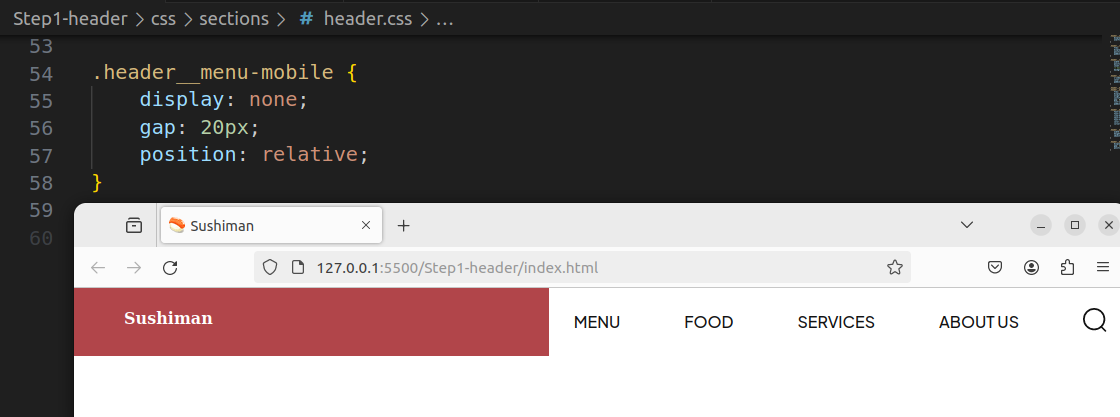 Step1-header > css > sections > # header.css > ...
53
54 .header__menu-mobile {
55 display: none;
56 gap: 20px;
57 position: relative;
58 }
59
60
Sushiman
127.0.0.1:5500/Step1-header/index.html
Sushiman MENU FOOD SERVICES ABOUT US